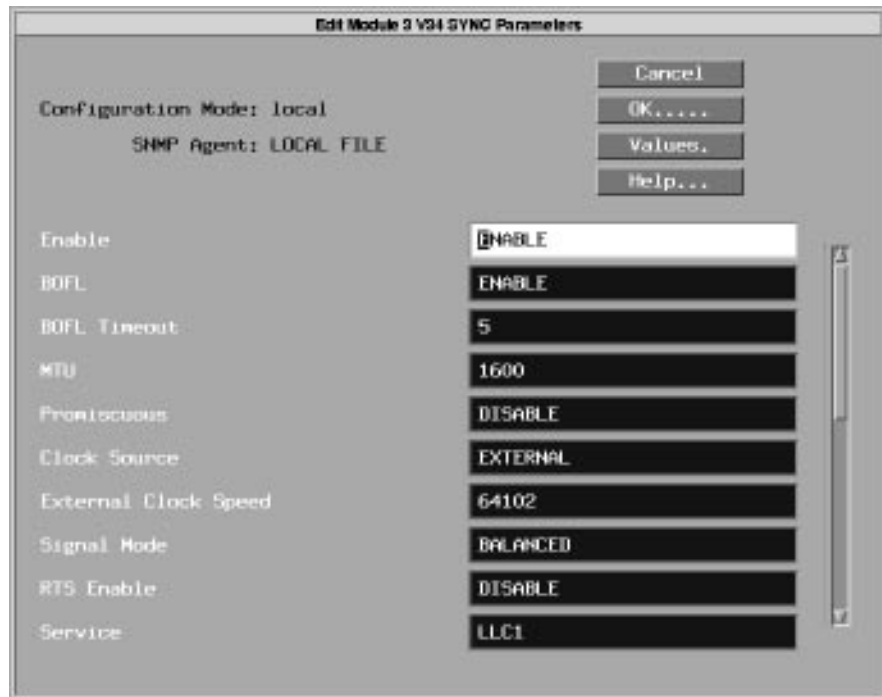 Edit Module 3 V34 SYNC Parameters
Cancel
Configuration Mode: local
OK.....
SNMP Agent: LOCAL FILE
Values.
Help...
Enable ENABLE
BOFL ENABLE
BOFL Timeout 5
MTU 1600
Promiscuous DISABLE
Clock Source EXTERNAL
External Clock Speed 64102
Signal Mode BALANCED
RTS Enable DISABLE
Service LLC1